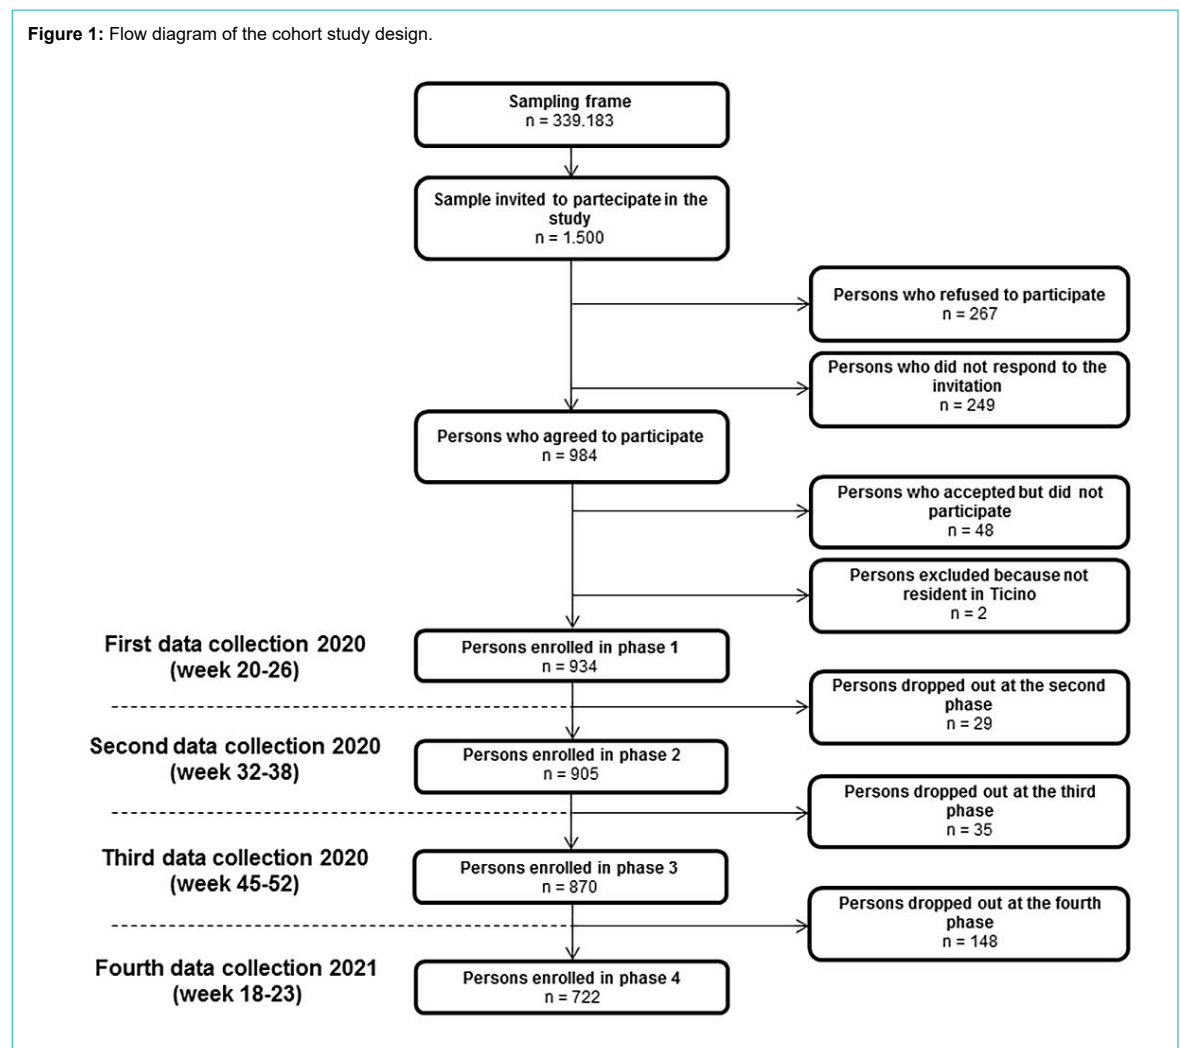 Figure 1: Flow diagram of the cohort study design.
Sampling frame
n = 339.183
Sample invited to partecipate in the
study
n = 1.500
Persons who refused to participate
n = 267
Persons who did not respond to the
invitation
n = 249
Persons who agreed to participate
n = 984
Persons who accepted but did not
participate
n = 48
Persons excluded because not
resident in Ticino
n = 2
First data collection 2020
(week 20-26)
Persons enrolled in phase 1
n = 934
Persons dropped out at the second
phase
n = 29
Second data collection 2020
(week 32-38)
Persons enrolled in phase 2
n = 905
Persons dropped out at the third
phase
n = 35
Third data collection 2020
(week 45-52)
Persons enrolled in phase 3
n = 870
Persons dropped out at the fourth
phase
n = 148
Fourth data collection 2021
(week 18-23)
Persons enrolled in phase 4
n = 722